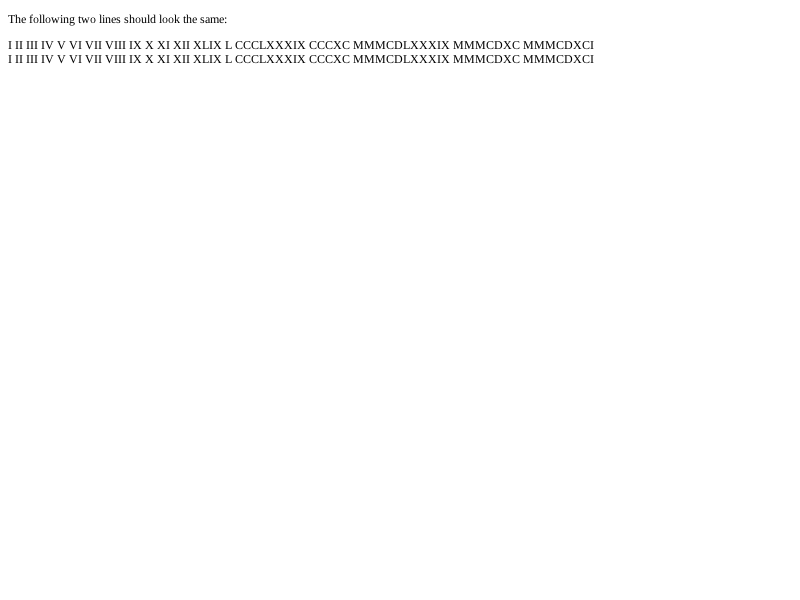 The following two lines should look the same:
I II III IV V VI VII VIII IX X XI XII XLIX L CCCLXXXIX CCCXC MMMCDLXXXIX MMMCDXC MMMCDXCI
I II III IV V VI VII VIII IX X XI XII XLIX L CCCLXXXIX CCCXC MMMCDLXXXIX MMMCDXC MMMCDXCI